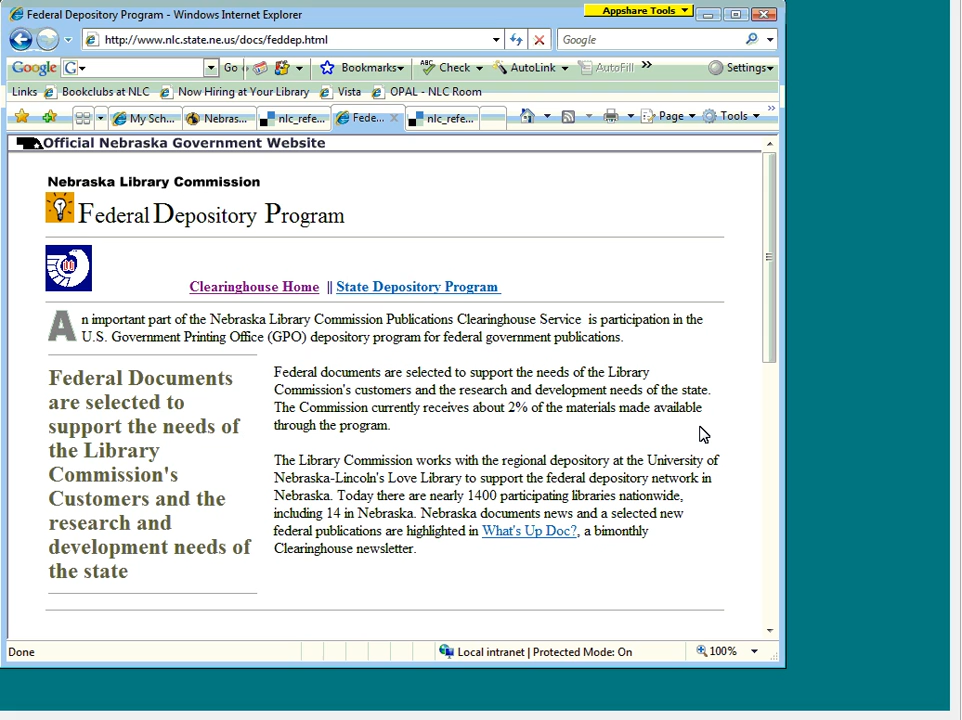 Federal Depository Program - Windows Internet Explorer
Appshare Tools
http://www.nlc.state.ne.us/docs/feddep.html
Google
Google
G
Go
Bookmarks
ABC Check
AutoLink
AutoFill
»
Settings
Links
Bookclubs at NLC
Now Hiring at Your Library
Vista
OPAL - NLC Room
My Sch...
Nebras...
nlc_refe...
Fede...
nlc_refe...
Page
Tools
»
Official Nebraska Government Website
Nebraska Library Commission
Federal Depository Program
Clearinghouse Home || State Depository Program
An important part of the Nebraska Library Commission Publications Clearinghouse Service is participation in the
U.S. Government Printing Office (GPO) depository program for federal government publications.
Federal Documents
are selected to
support the needs of
the Library
Commission's
Customers and the
research and
development needs of
the state
Federal documents are selected to support the needs of the Library
Commission's customers and the research and development needs of the state.
The Commission currently receives about 2% of the materials made available
through the program.
The Library Commission works with the regional depository at the University of
Nebraska-Lincoln's Love Library to support the federal depository network in
Nebraska. Today there are nearly 1400 participating libraries nationwide,
including 14 in Nebraska. Nebraska documents news and a selected new
federal publications are highlighted in What's Up Doc?, a bimonthly
Clearinghouse newsletter.
Done
Local intranet | Protected Mode: On
100%